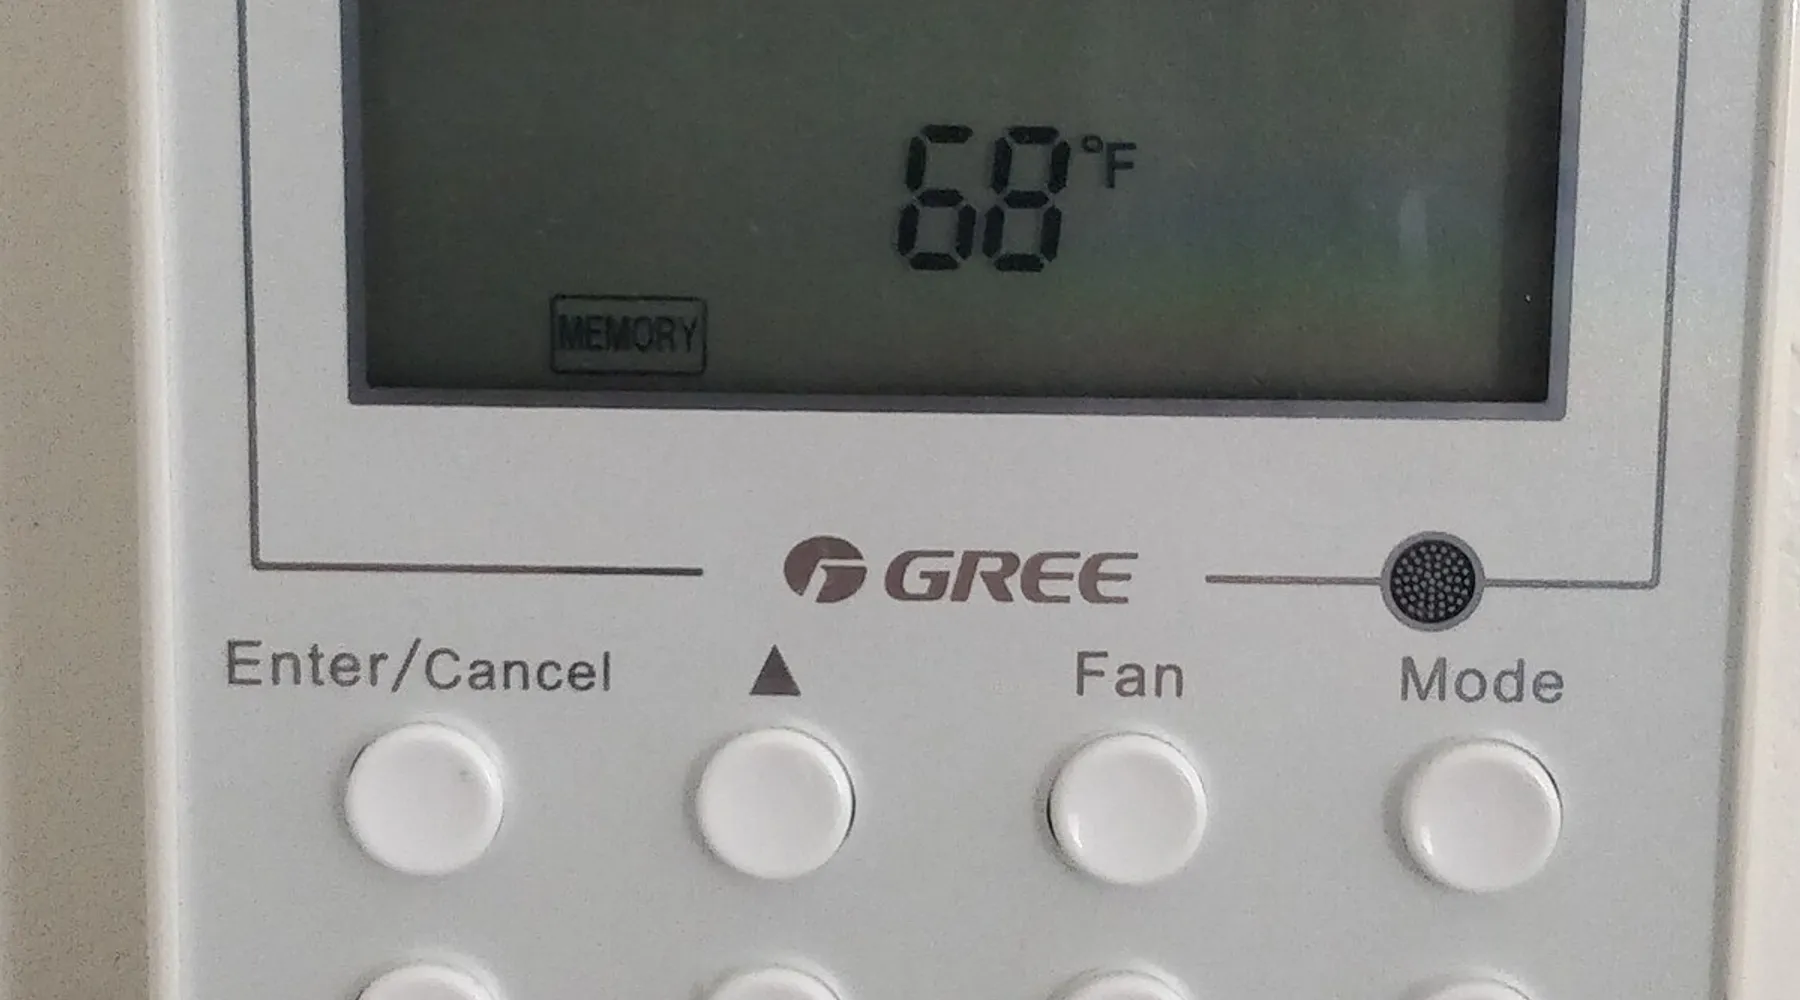 68°F
MEMORY
GREE
Enter/Cancel ▲ Fan Mode